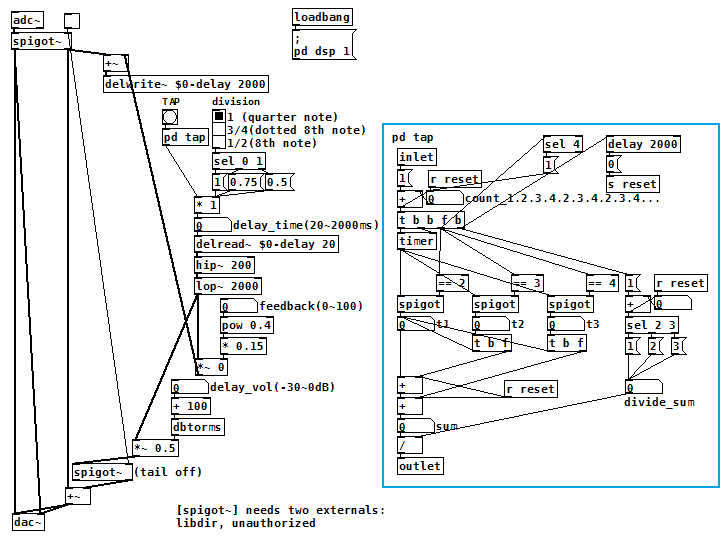 adc~
spigot~
loadbang
;
pd dsp 1
+~
delwrite~ $0-delay 2000
TAP
division
1 (quarter note)
3/4(dotted 8th note)
1/2(8th note)
pd tap
sel 0 1
1
0.75
0.5
* 1
0
delay_time(20~2000ms)
delread~ $0-delay 20
hip~ 200
lop~ 2000
0
feedback(0~100)
pow 0.4
* 0.15
*~ 0
0
delay_vol(-30~0dB)
+ 100
dbtorms
*~ 0.5
spigot~
(tail off)
+~
dac~
[spigot~] needs two externals:
libdir, unauthorized
pd tap
inlet
sel 4
delay 2000
1
r reset
1
0
+
0
count_1.2.3.4.2.3.4.2.3.4...
s reset
t b b f b
timer
== 2
== 3
== 4
1
r reset
spigot
spigot
spigot
+
0
0
t1
0
t2
0
t3
sel 2 3
t b f
t b f
1
2
3
+
r reset
0
divide_sum
+
0
sum
/
outlet